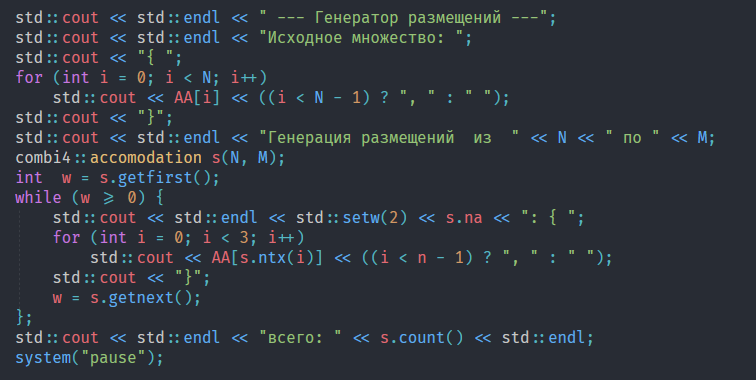 std::cout << std::endl << " --- Генератор размещений ---";
std::cout << std::endl << "Исходное множество: ";
std::cout << "{ ";
for (int i = 0; i < N; i++)
    std::cout << AA[i] << ((i < N - 1) ? ", " : " ");
std::cout << "}";
std::cout << std::endl << "Генерация размещений  из  " << N << " по " << M;
combi4::accomodation s(N, M);
int  w = s.getfirst();
while (w >= 0) {
    std::cout << std::endl << std::setw(2) << s.na << ": { ";
    for (int i = 0; i < 3; i++)
        std::cout << AA[s.ntx(i)] << ((i < n - 1) ? ", " : " ");
    std::cout << "}";
    w = s.getnext();
};
std::cout << std::endl << "всего: " << s.count() << std::endl;
system("pause");